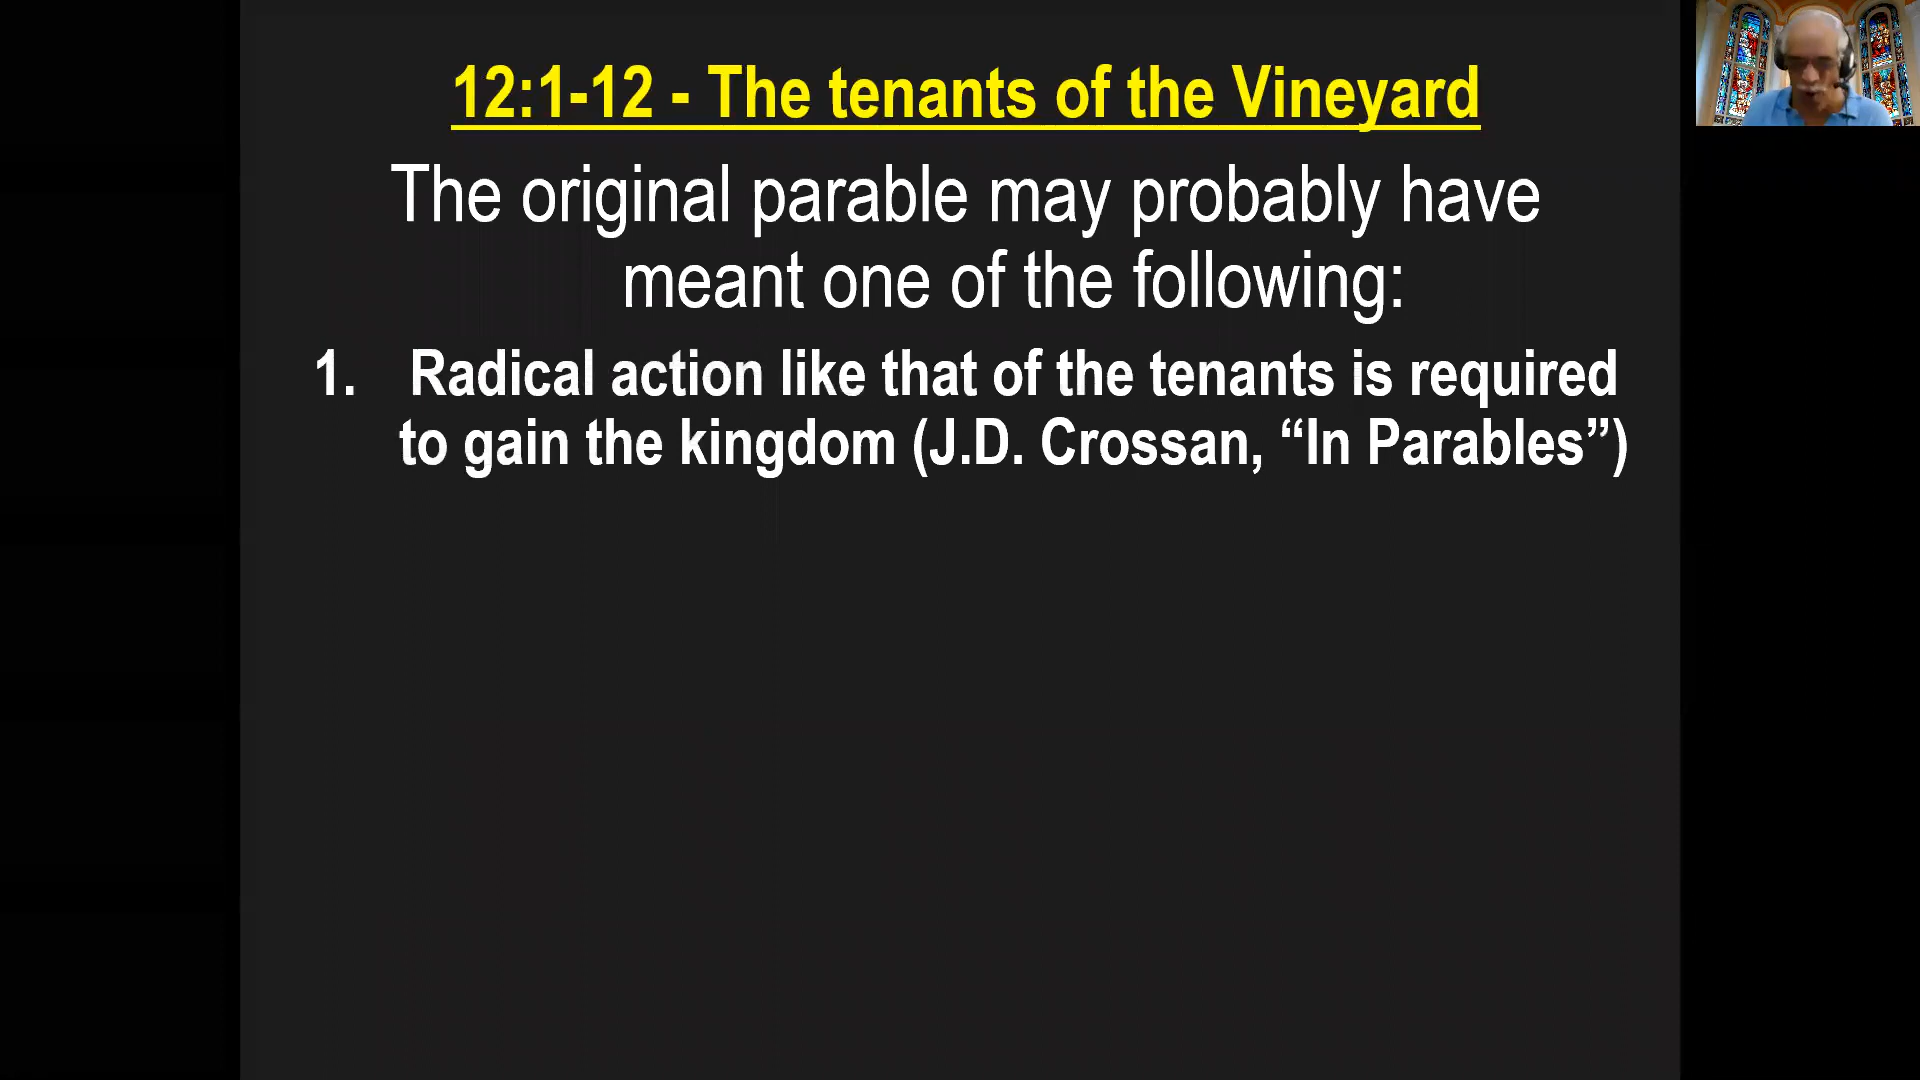 12:1-12 - The tenants of the Vineyard
The original parable may probably have
meant one of the following:
1. Radical action like that of the tenants is required
to gain the kingdom (J.D. Crossan, “In Parables”)